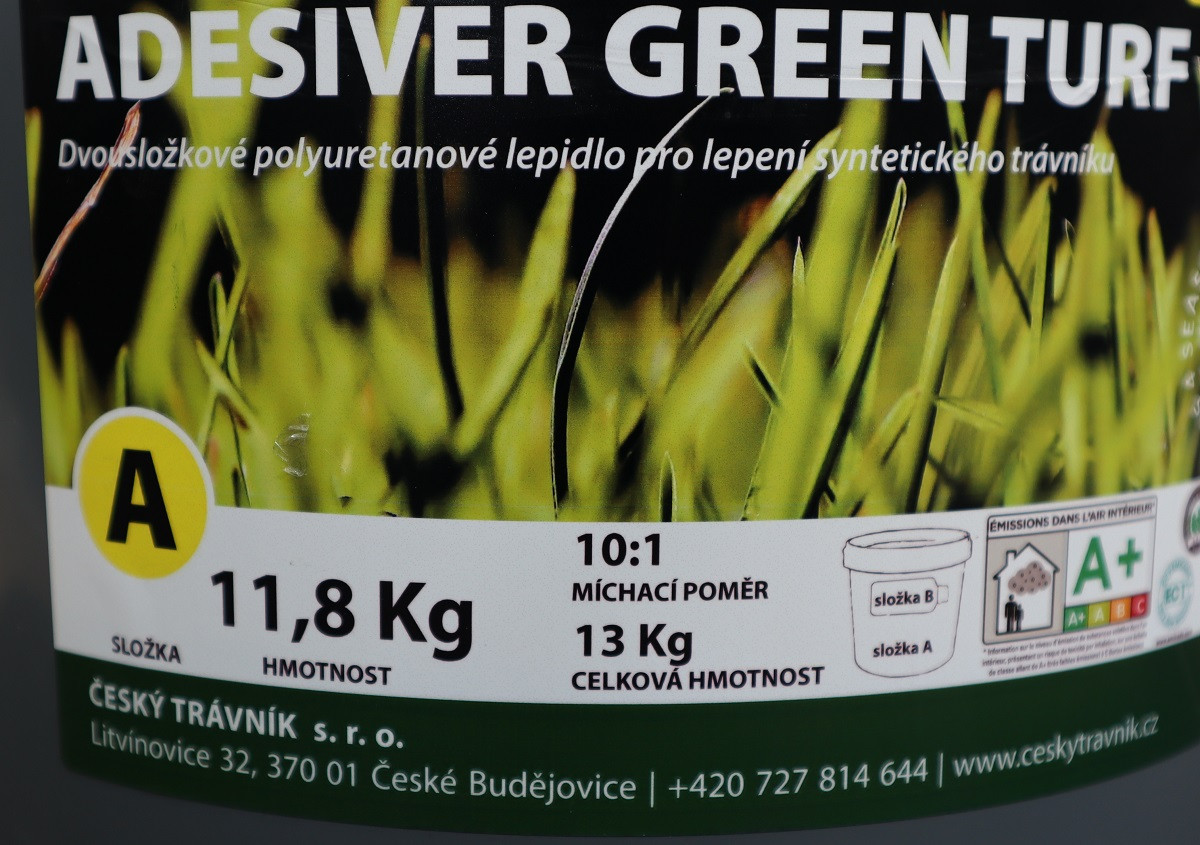 ADESIVER GREEN TURF
Dvousložkové polyuretanové lepidlo pro lepení syntetického trávníku
A
SLOŽKA
11,8 Kg
HMOTNOST
10:1
MÍCHACÍ POMĚR
13 Kg
CELKOVÁ HMOTNOST
složka B
složka A
ÉMISSIONS DANS L'AIR INTÉRIEUR*
A+
A+ A B C
ČESKÝ TRÁVNÍK s. r. o.
Litvínovice 32, 370 01 České Budějovice | +420 727 814 644 | www.ceskytravnik.cz